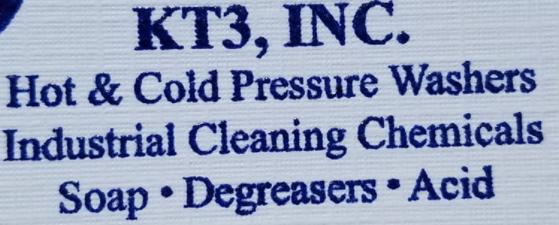 KT3, INC.
Hot & Cold Pressure Washers
Industrial Cleaning Chemicals
Soap • Degreasers • Acid